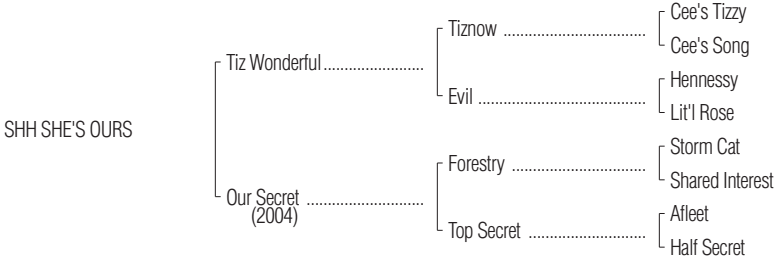 Cee's Tizzy
Tiznow ..........................................
Cee's Song
Tiz Wonderful .............................
Hennessy
Evil ..................................................
Lit'l Rose
SHH SHE'S OURS
Storm Cat
Forestry ........................................
Shared Interest
Our Secret ..................................
(2004)
Afleet
Top Secret ...................................
Half Secret